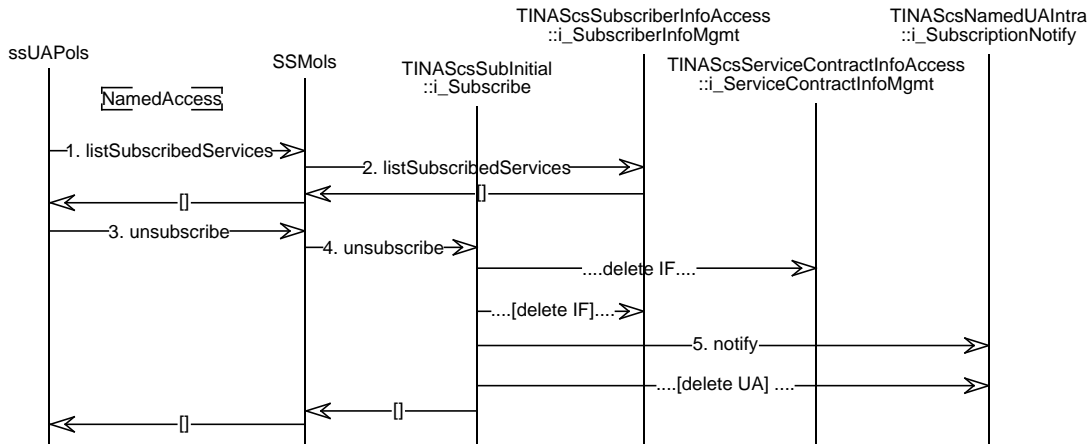 TINAScsSubscriberInfoAccess
::i_SubscriberInfoMgmt
TINAScsNamedUAIntra
::i_SubscriptionNotify
ssUAPols
SSMols
TINAScsSubInitial
::i_Subscribe
TINAScsServiceContractInfoAccess
::i_ServiceContractInfoMgmt
NamedAccess
1. listSubscribedServices
2. listSubscribedServices
[]
[]
3. unsubscribe
4. unsubscribe
....delete IF....
....[delete IF]....
5. notify
....[delete UA] ....
[]
[]